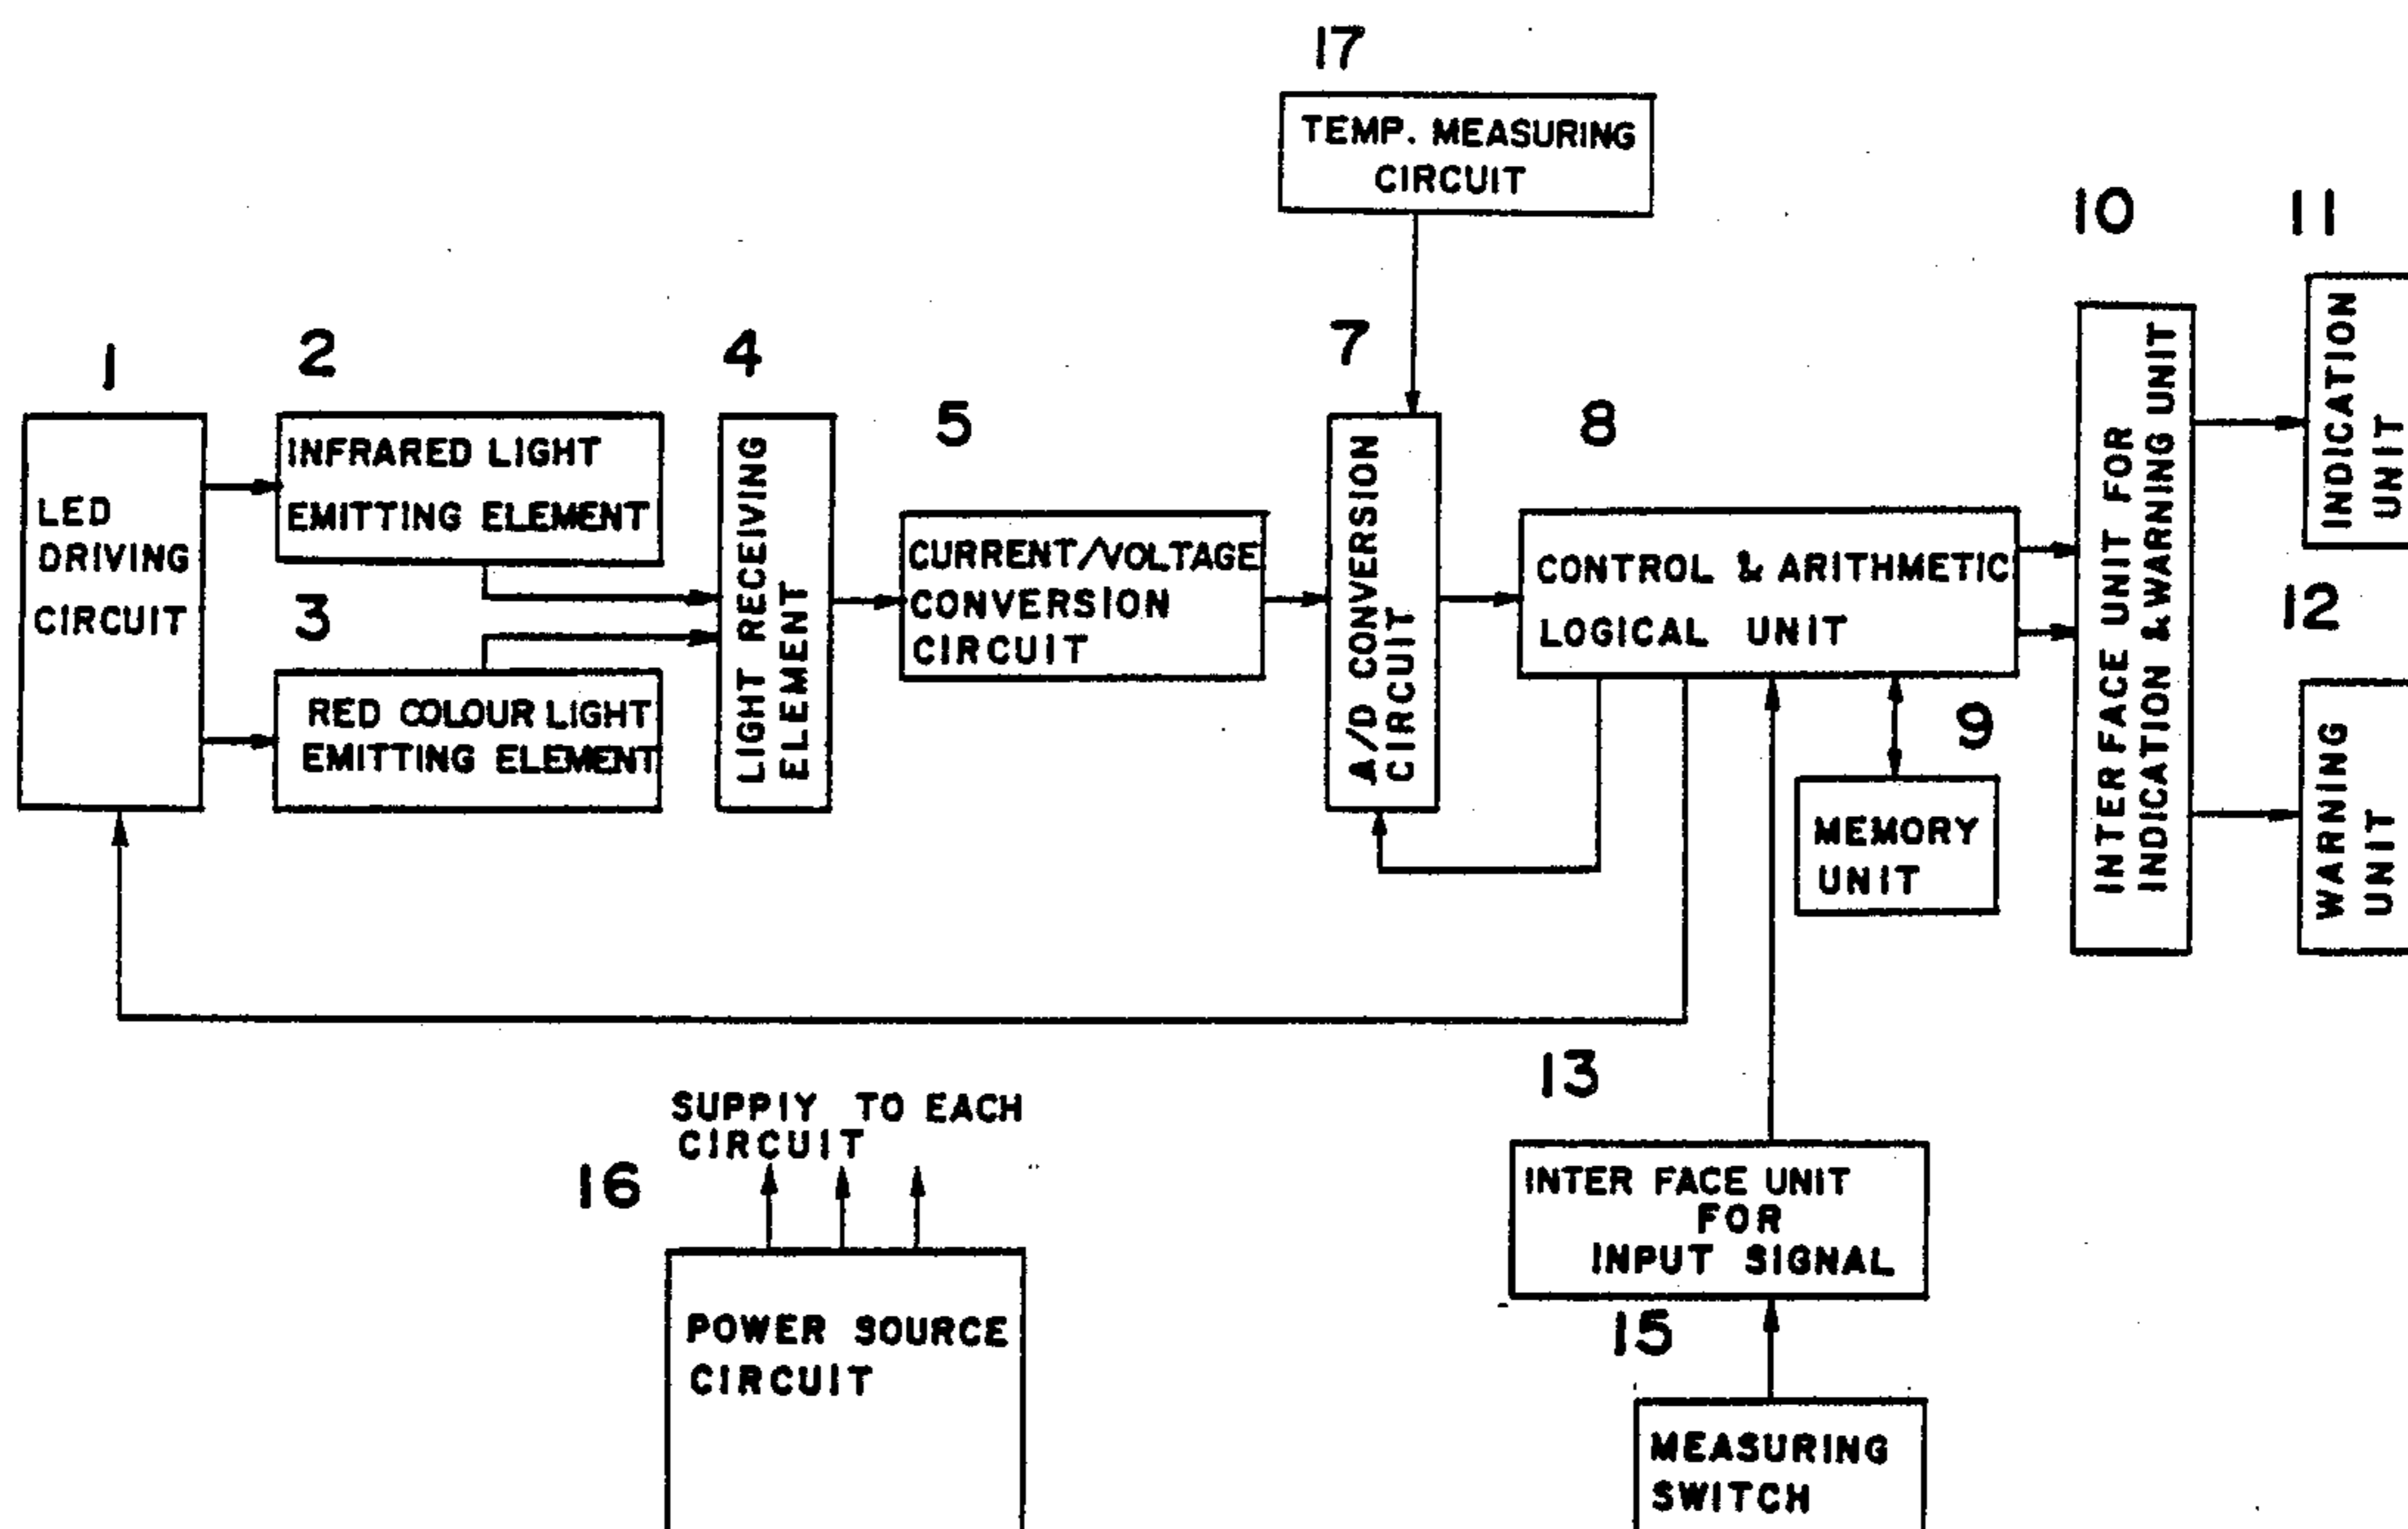 17
TEMP. MEASURING
CIRCUIT
10
11
INDICATION
UNIT
1
2
4
7
5
8
LED
DRIVING
CIRCUIT
INFRARED LIGHT
EMITTING ELEMENT
3
RED COLOUR LIGHT
EMITTING ELEMENT
LIGHT RECEIVING
ELEMENT
CURRENT/VOLTAGE
CONVERSION
CIRCUIT
A/D CONVERSION
CIRCUIT
CONTROL & ARITHMETIC
LOGICAL UNIT
9
MEMORY
UNIT
INTERFACE UNIT FOR
INDICATION & WARNING UNIT
12
WARNING
UNIT
13
SUPPIY TO EACH
CIRCUIT
16
POWER SOURCE
CIRCUIT
INTER FACE UNIT
FOR
INPUT SIGNAL
15
MEASURING
SWITCH